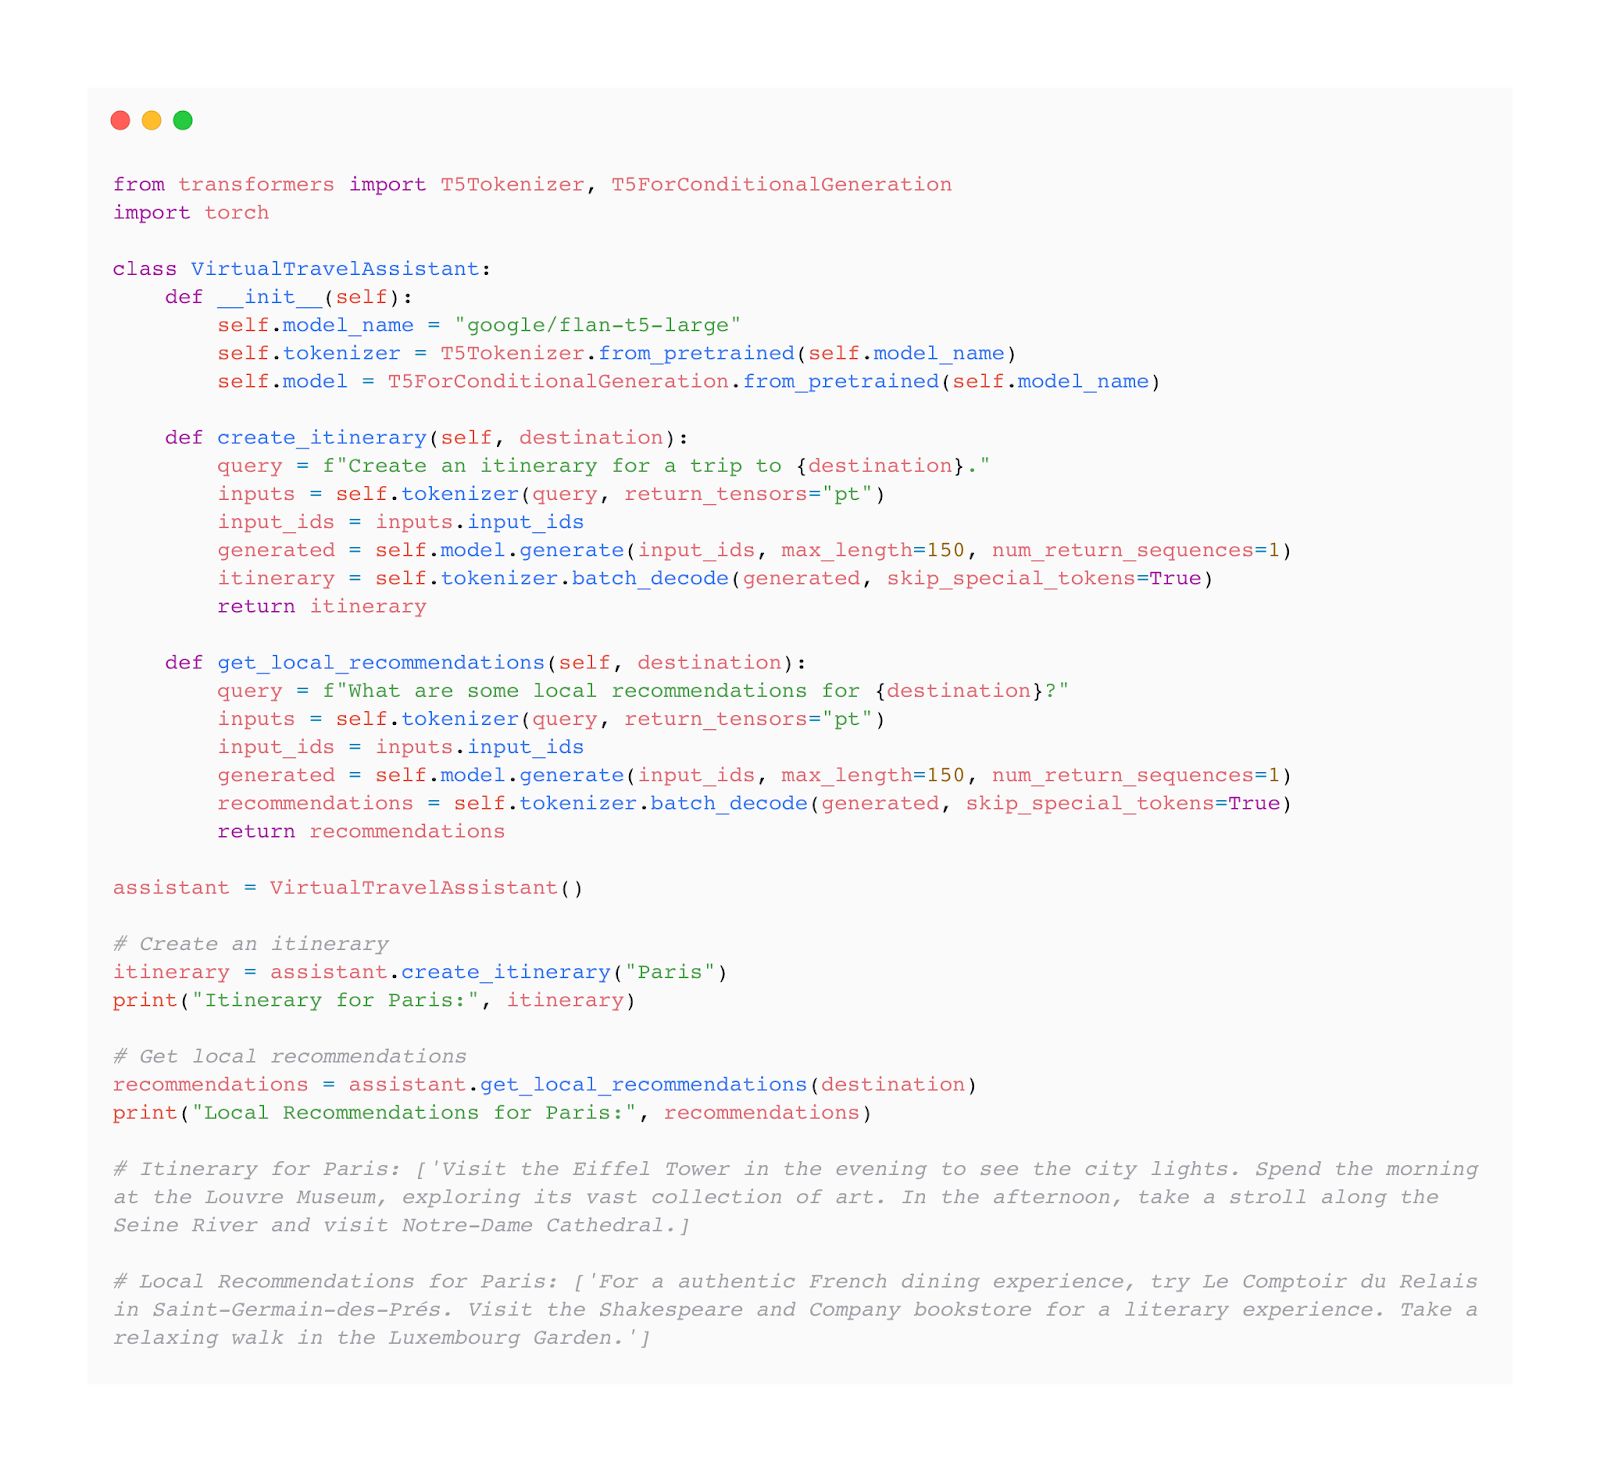 from transformers import T5Tokenizer, T5ForConditionalGeneration
import torch

class VirtualTravelAssistant:
    def __init__(self):
        self.model_name = "google/flan-t5-large"
        self.tokenizer = T5Tokenizer.from_pretrained(self.model_name)
        self.model = T5ForConditionalGeneration.from_pretrained(self.model_name)

    def create_itinerary(self, destination):
        query = f"Create an itinerary for a trip to {destination}."
        inputs = self.tokenizer(query, return_tensors="pt")
        input_ids = inputs.input_ids
        generated = self.model.generate(input_ids, max_length=150, num_return_sequences=1)
        itinerary = self.tokenizer.batch_decode(generated, skip_special_tokens=True)
        return itinerary

    def get_local_recommendations(self, destination):
        query = f"What are some local recommendations for {destination}?"
        inputs = self.tokenizer(query, return_tensors="pt")
        input_ids = inputs.input_ids
        generated = self.model.generate(input_ids, max_length=150, num_return_sequences=1)
        recommendations = self.tokenizer.batch_decode(generated, skip_special_tokens=True)
        return recommendations

assistant = VirtualTravelAssistant()

# Create an itinerary
itinerary = assistant.create_itinerary("Paris")
print("Itinerary for Paris:", itinerary)

# Get local recommendations
recommendations = assistant.get_local_recommendations(destination)
print("Local Recommendations for Paris:", recommendations)

# Itinerary for Paris: ['Visit the Eiffel Tower in the evening to see the city lights. Spend the morning
at the Louvre Museum, exploring its vast collection of art. In the afternoon, take a stroll along the
Seine River and visit Notre-Dame Cathedral.]

# Local Recommendations for Paris: ['For a authentic French dining experience, try Le Comptoir du Relais
in Saint-Germain-des-Prés. Visit the Shakespeare and Company bookstore for a literary experience. Take a
relaxing walk in the Luxembourg Garden.']